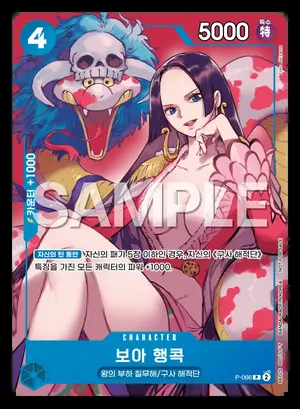 4
5000
특수
特
카운터 +1000
SAMPLE
자신의 턴 동안 자신의 패가 5장 이하인 경우, 자신의 《구사 해적단》
특징을 가진 모든 캐릭터의 파워 +1000.
CHARACTER
보아 행콕
왕의 부하 칠무해/구사 해적단
P-066 P 2